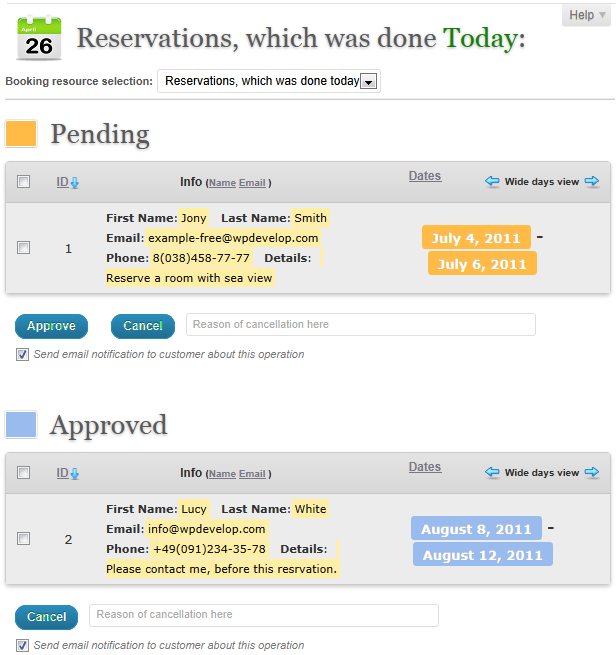 Help
April
26
Reservations, which was done Today:
Booking resource selection: Reservations, which was done today
Pending
ID Info (Name Email ) Dates Wide days view
First Name: Jony Last Name: Smith
Email: example-free@wpdevelop.com
Phone: 8(038)458-77-77 Details:
Reserve a room with sea view
1
July 4, 2011 -
July 6, 2011
Approve Cancel Reason of cancellation here
Send email notification to customer about this operation
Approved
ID Info (Name Email ) Dates Wide days view
First Name: Lucy Last Name: White
Email: info@wpdevelop.com
Phone: +49(091)234-35-78 Details:
Please contact me, before this resrvation.
2
August 8, 2011 -
August 12, 2011
Cancel Reason of cancellation here
Send email notification to customer about this operation